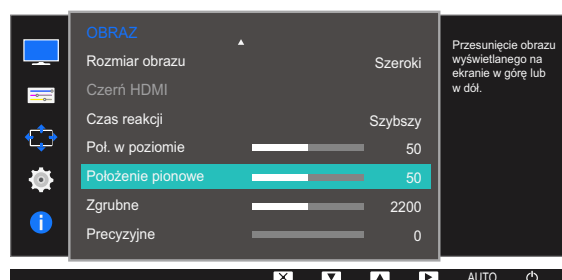 OBRAZ
Rozmiar obrazu Szeroki
Czerń HDMI
Czas reakcji Szybszy
Poł. w poziomie 50
Położenie pionowe 50
Zgrubne 2200
Precyzyjne 0
Przesunięcie obrazu
wyświetlanego na
ekranie w górę lub
w dół.
AUTO